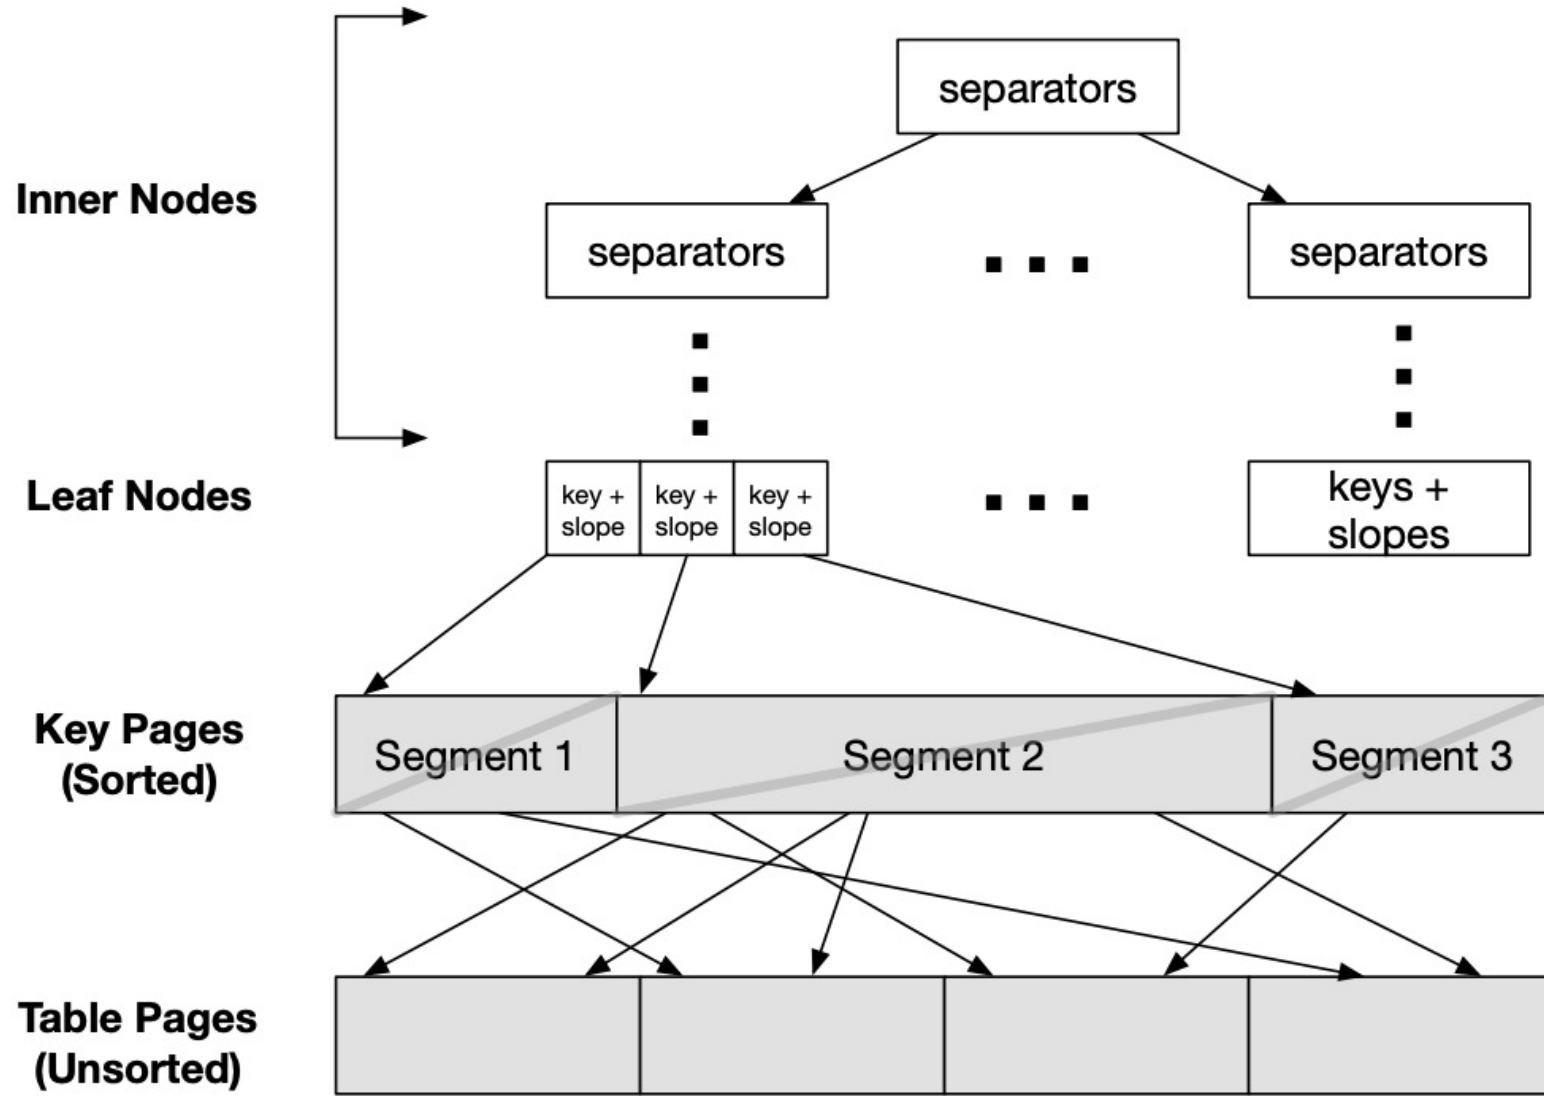 separators
Inner Nodes
separators
separators
Leaf Nodes
key +
slope
key +
slope
key +
slope
keys +
slopes
Key Pages
(Sorted)
Segment 1
Segment 2
Segment 3
Table Pages
(Unsorted)